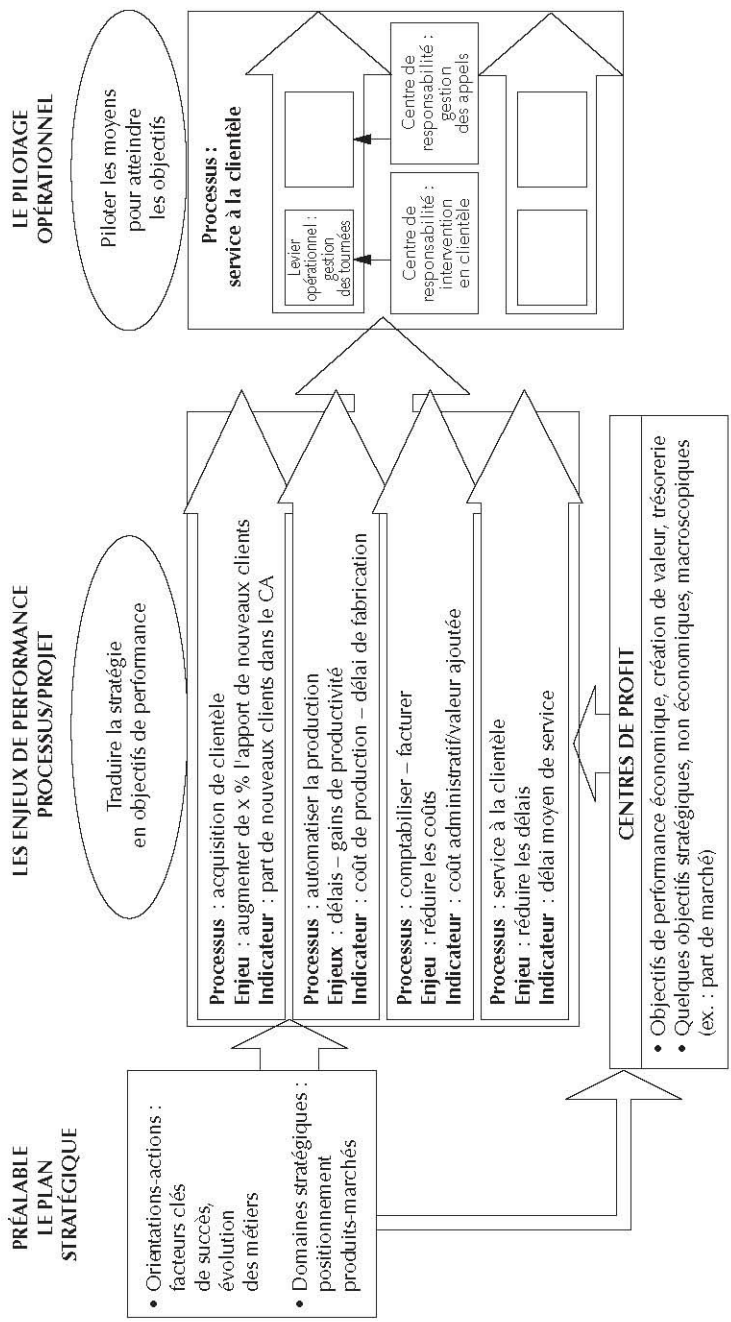 PRÉALABLE
LE PLAN
STRATÉGIQUE
• Orientations-actions :
facteurs clés
de succès,
évolution
des métiers
• Domaines stratégiques :
positionnement
produits-marchés
LES ENJEUX DE PERFORMANCE
PROCESSUS/PROJET
Traduire la stratégie
en objectifs de performance
Processus : acquisition de clientèle
Enjeu : augmenter de x % l'apport de nouveaux clients
Indicateur : part de nouveaux clients dans le CA
Processus : automatiser la production
Enjeux : délais – gains de productivité
Indicateur : coût de production – délai de fabrication
Processus : comptabiliser – facturer
Enjeu : réduire les coûts
Indicateur : coût administratif/valeur ajoutée
Processus : service à la clientèle
Enjeu : réduire les délais
Indicateur : délai moyen de service
CENTRES DE PROFIT
• Objectifs de performance économique, création de valeur, trésorerie
• Quelques objectifs stratégiques, non économiques, macroscopiques
(ex. : part de marché)
LE PILOTAGE
OPÉRATIONNEL
Piloter les moyens
pour atteindre
les objectifs
Processus :
service à la clientèle
Levier
opérationnel :
gestion
des tournées
Centre de
responsabilité :
intervention
en clientèle
Centre de
responsabilité :
gestion
des appels